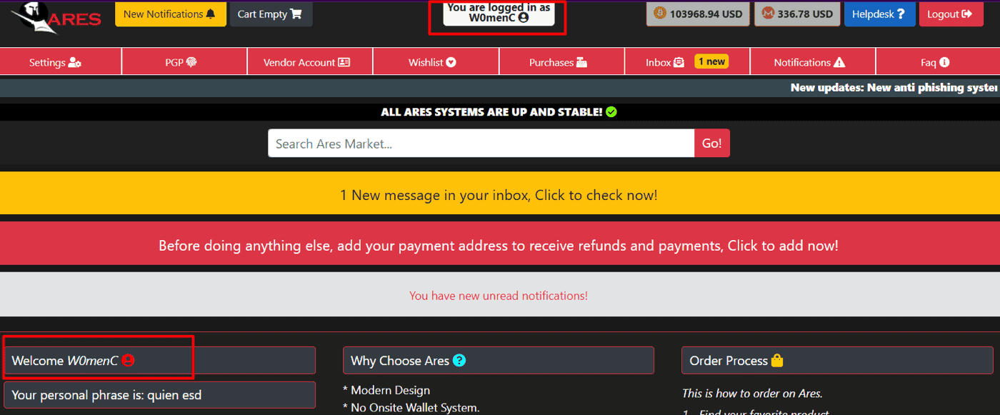 ARES
New Notifications
Cart Empty
You are logged in as
W0menC
103968.94 USD
336.78 USD
Helpdesk ?
Logout
Settings
PGP
Vendor Account
Wishlist
Purchases
Inbox 1 new
Notifications
Faq
New updates: New anti phishing system
ALL ARES SYSTEMS ARE UP AND STABLE!
Search Ares Market...
Go!
1 New message in your inbox, Click to check now!
Before doing anything else, add your payment address to receive refunds and payments, Click to add now!
You have new unread notifications!
Welcome W0menC
Your personal phrase is: quien esd
Why Choose Ares ?
* Modern Design
* No Onsite Wallet System.
Order Process
This is how to order on Ares.
1. Find your favorite product